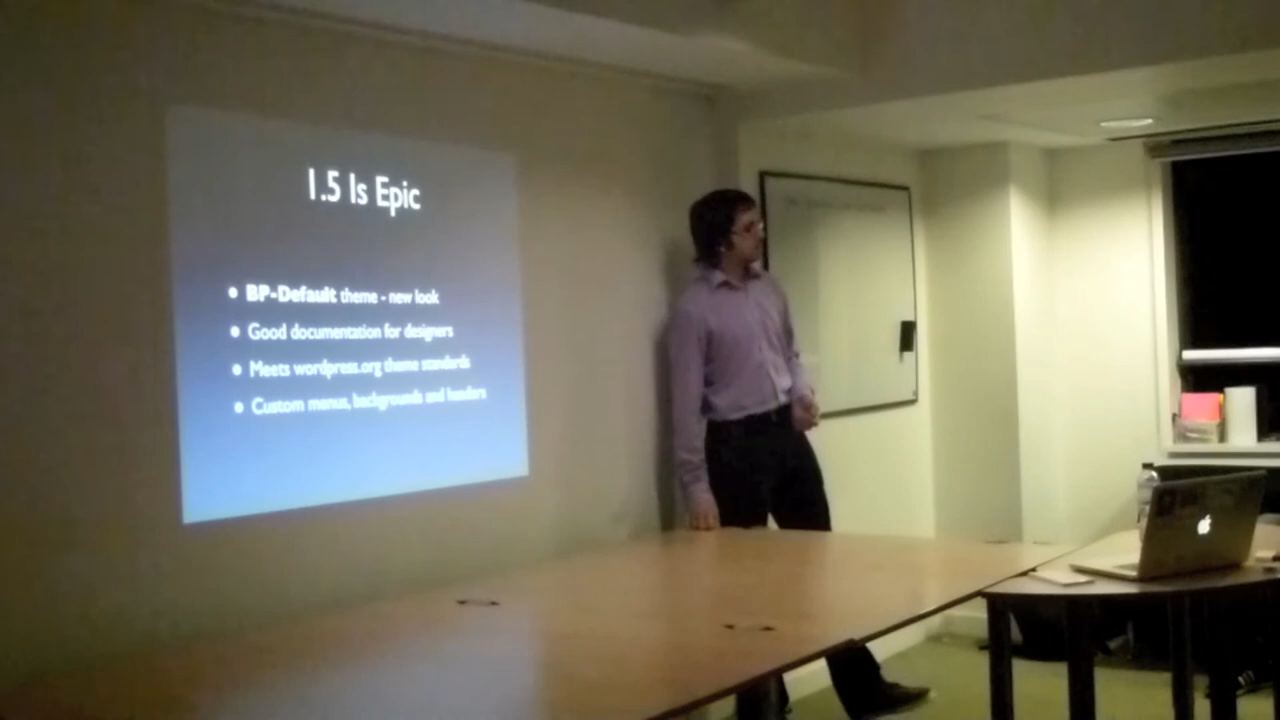 1.5 Is Epic
• BP-Default theme - new look
• Good documentation for designers
• Meets wordpress.org theme standards
• Custom menus, backgrounds and headers